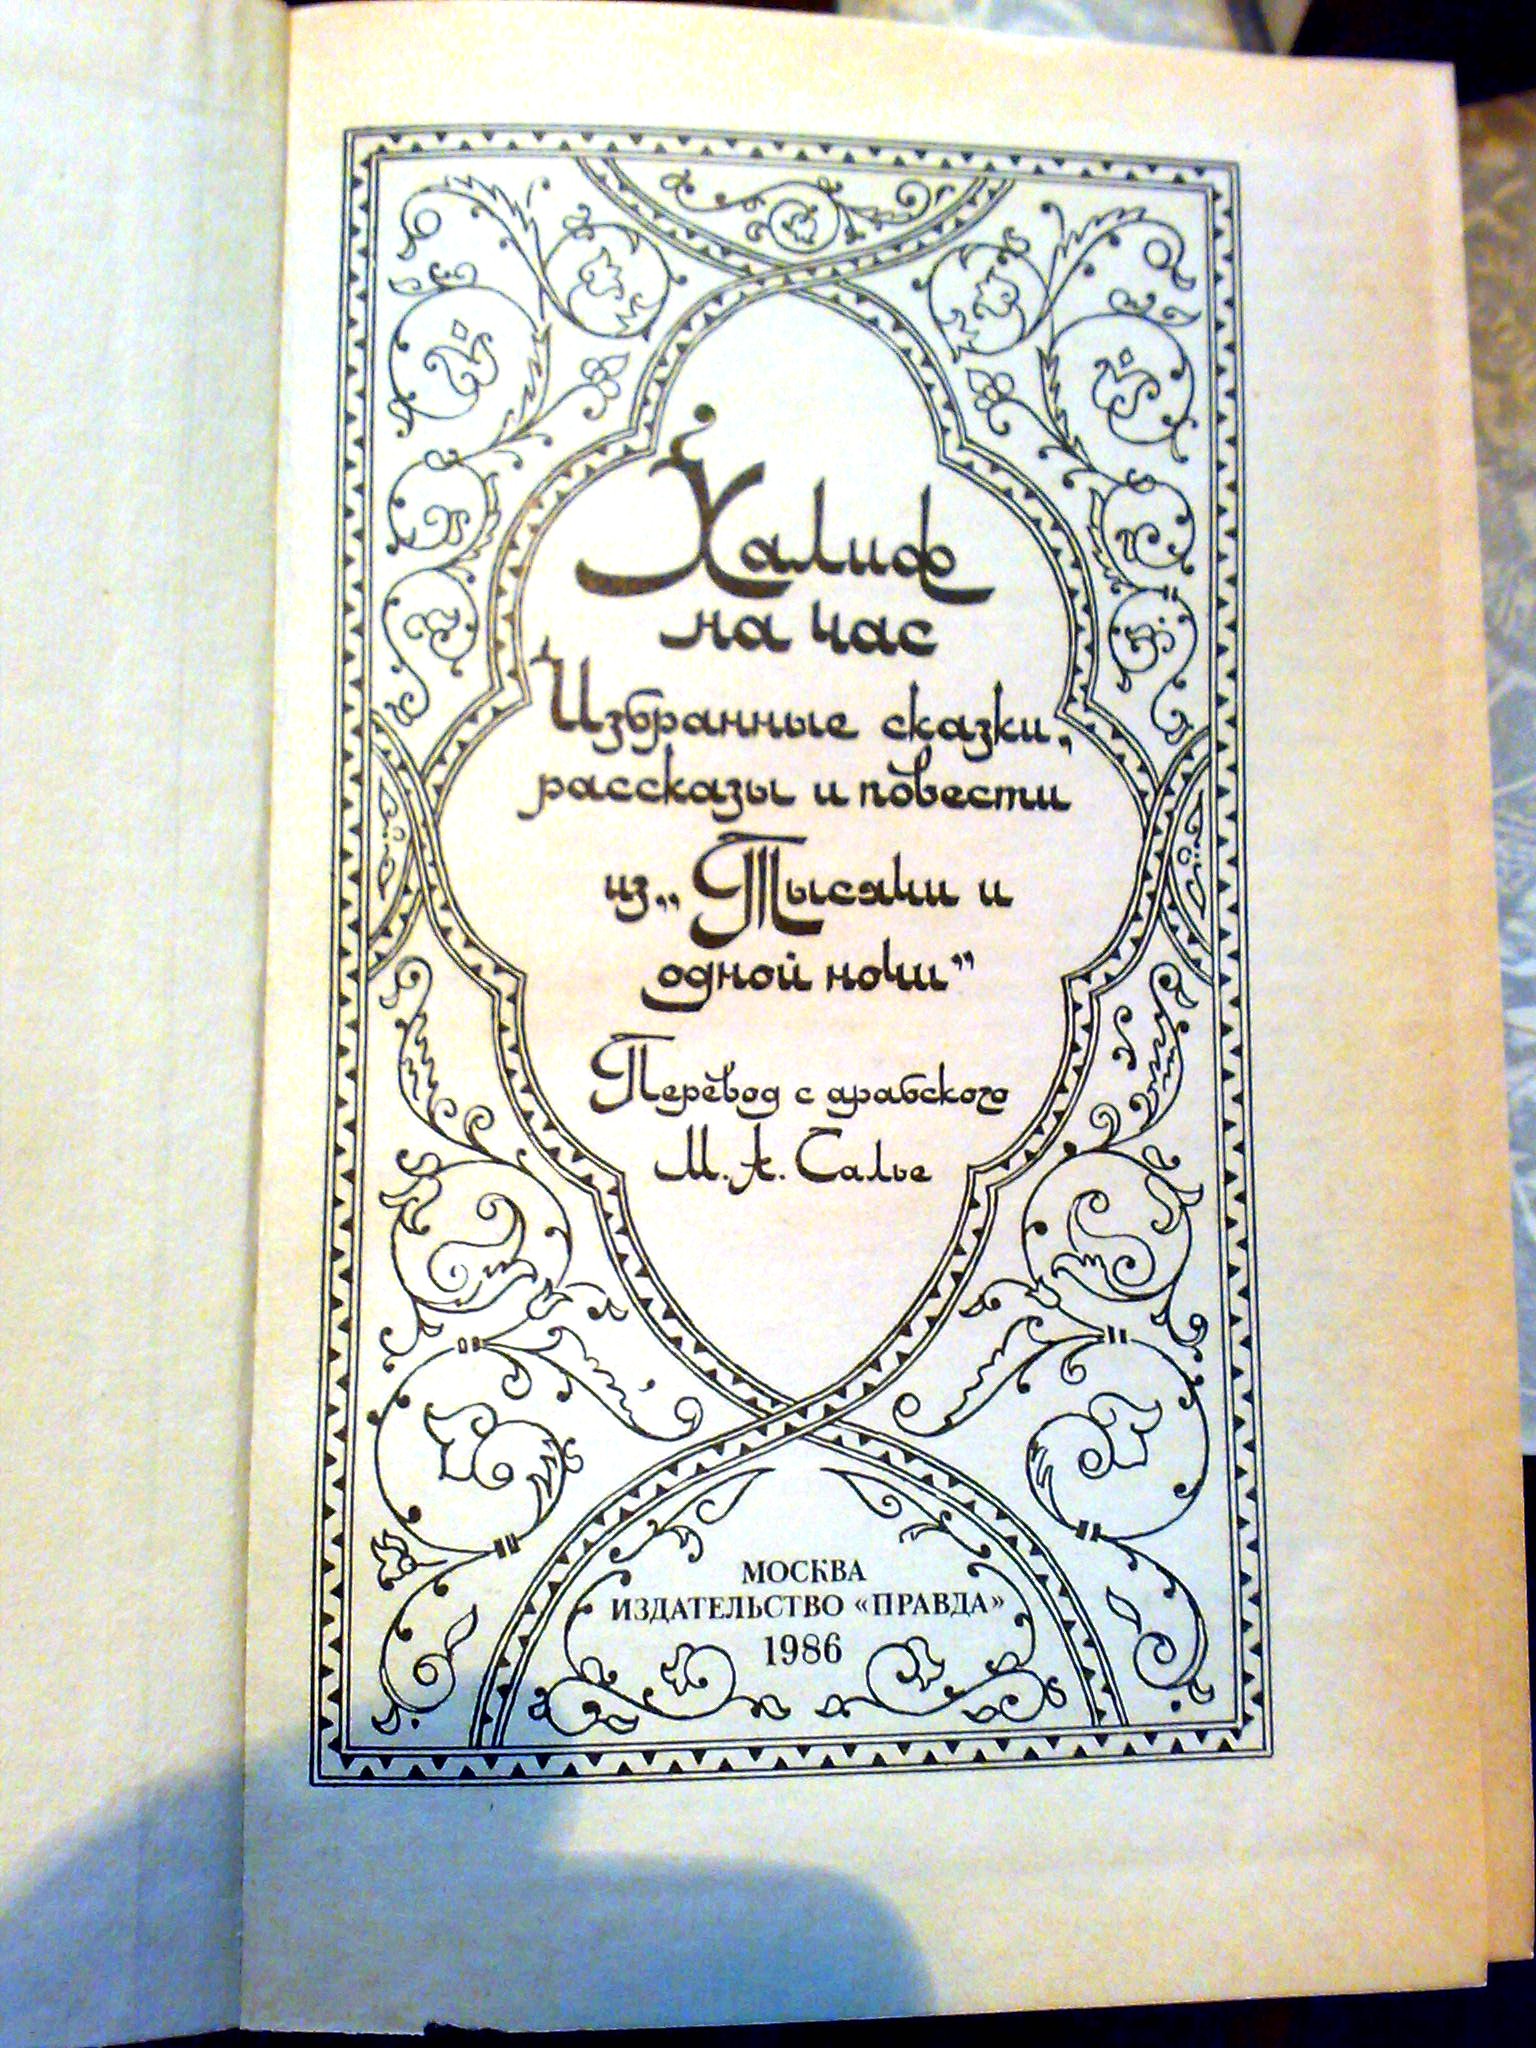 Халиф
на час
Избранные сказки,
рассказы и повести
из „Тысячи и
одной ночи”
Перевод с арабского
М. А. Салье
МОСКВА
ИЗДАТЕЛЬСТВО «ПРАВДА»
1986